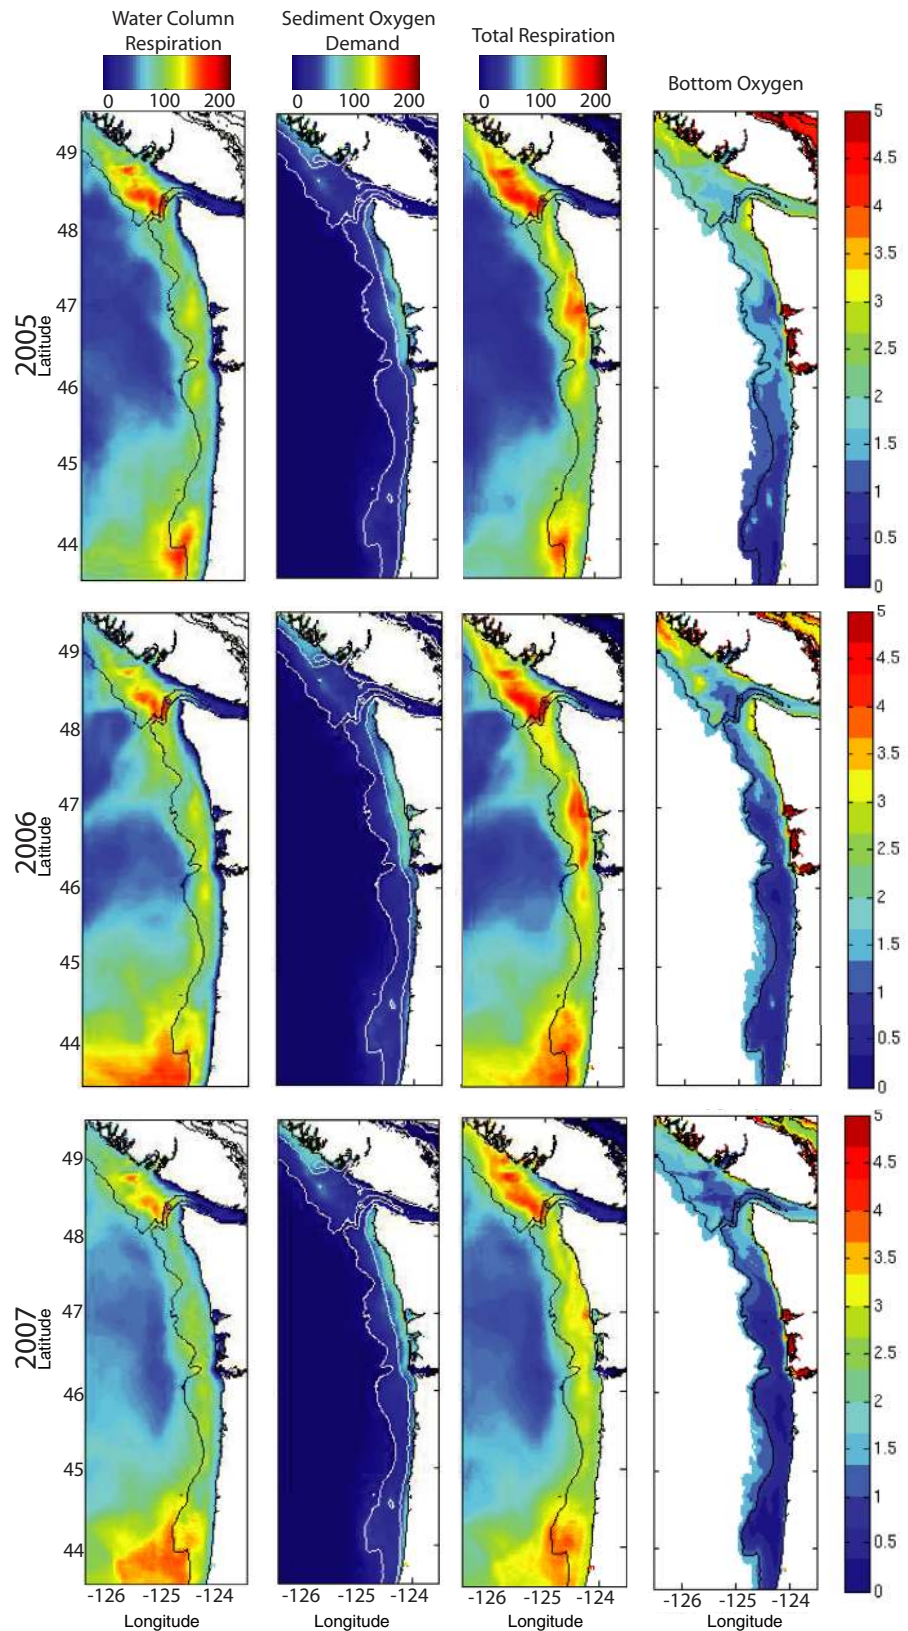 Water Column
Respiration
Sediment Oxygen
Demand
Total Respiration
Bottom Oxygen
0 100 200
0 100 200
0 100 200
2005
Latitude
49
48
47
46
45
44
5
4.5
4
3.5
3
2.5
2
1.5
1
0.5
0
2006
Latitude
49
48
47
46
45
44
5
4.5
4
3.5
3
2.5
2
1.5
1
0.5
0
2007
Latitude
49
48
47
46
45
44
5
4.5
4
3.5
3
2.5
2
1.5
1
0.5
0
-126 -125 -124
-126 -125 -124
-126 -125 -124
-126 -125 -124
Longitude
Longitude
Longitude
Longitude